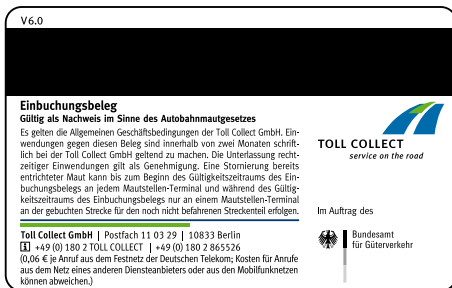 V6.0
Einbuchungsbeleg
Gültig als Nachweis im Sinne des Autobahnmautgesetzes
Es gelten die Allgemeinen Geschäftsbedingungen der Toll Collect GmbH. Ein-
wendungen gegen diesen Beleg sind innerhalb von zwei Monaten schrift-
lich bei der Toll Collect GmbH geltend zu machen. Die Unterlassung recht-
zeitiger Einwendungen gilt als Genehmigung. Eine Stornierung bereits
entrichteter Maut kann bis zum Beginn des Gültigkeitszeitraums des Ein-
buchungsbelegs an jedem Mautstellen-Terminal und während des Gültig-
keitszeitraums des Einbuchungsbelegs nur an einem Mautstellen-Terminal
an der gebuchten Strecke für den noch nicht befahrenen Streckenteil erfolgen.
Toll Collect GmbH | Postfach 11 03 29 | 10833 Berlin
i +49 (0) 180 2 TOLL COLLECT | +49 (0) 180 2 865526
(0,06 € je Anruf aus dem Festnetz der Deutschen Telekom; Kosten für Anrufe
aus dem Netz eines anderen Diensteanbieters oder aus den Mobilfunknetzen
können abweichen.)
TOLL COLLECT
service on the road
Im Auftrag des
Bundesamt
für Güterverkehr